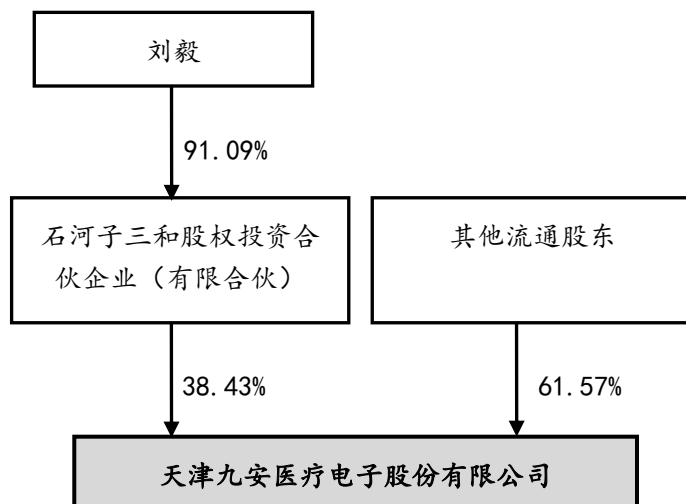 刘毅
91.09%
石河子三和股权投资合
伙企业（有限合伙）
其他流通股东
38.43%
61.57%
天津九安医疗电子股份有限公司